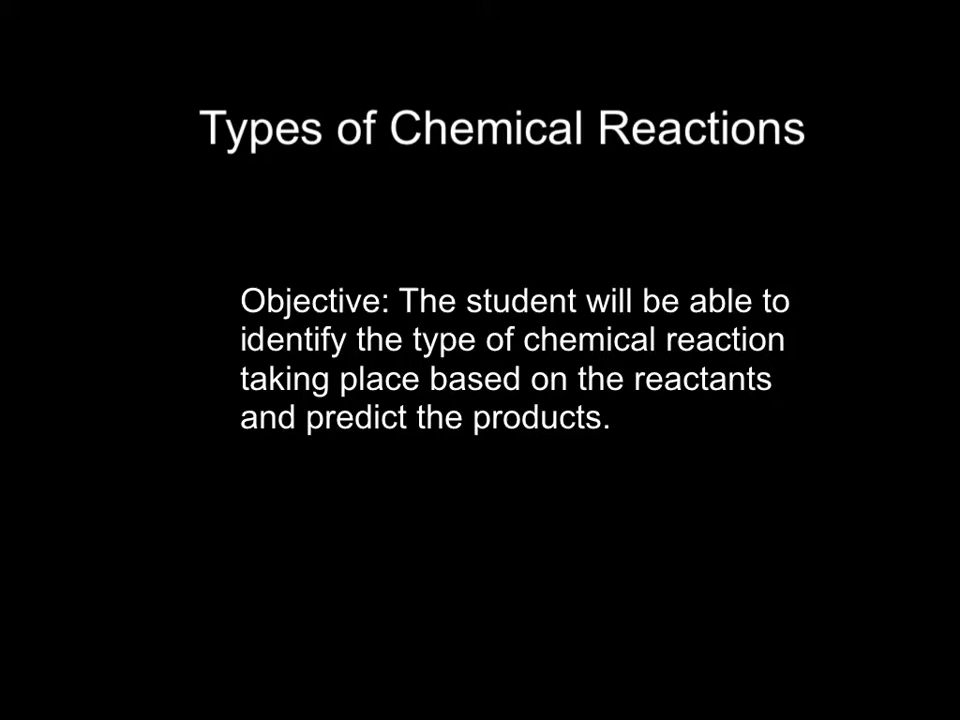 Types of Chemical Reactions
Objective: The student will be able to
identify the type of chemical reaction
taking place based on the reactants
and predict the products.